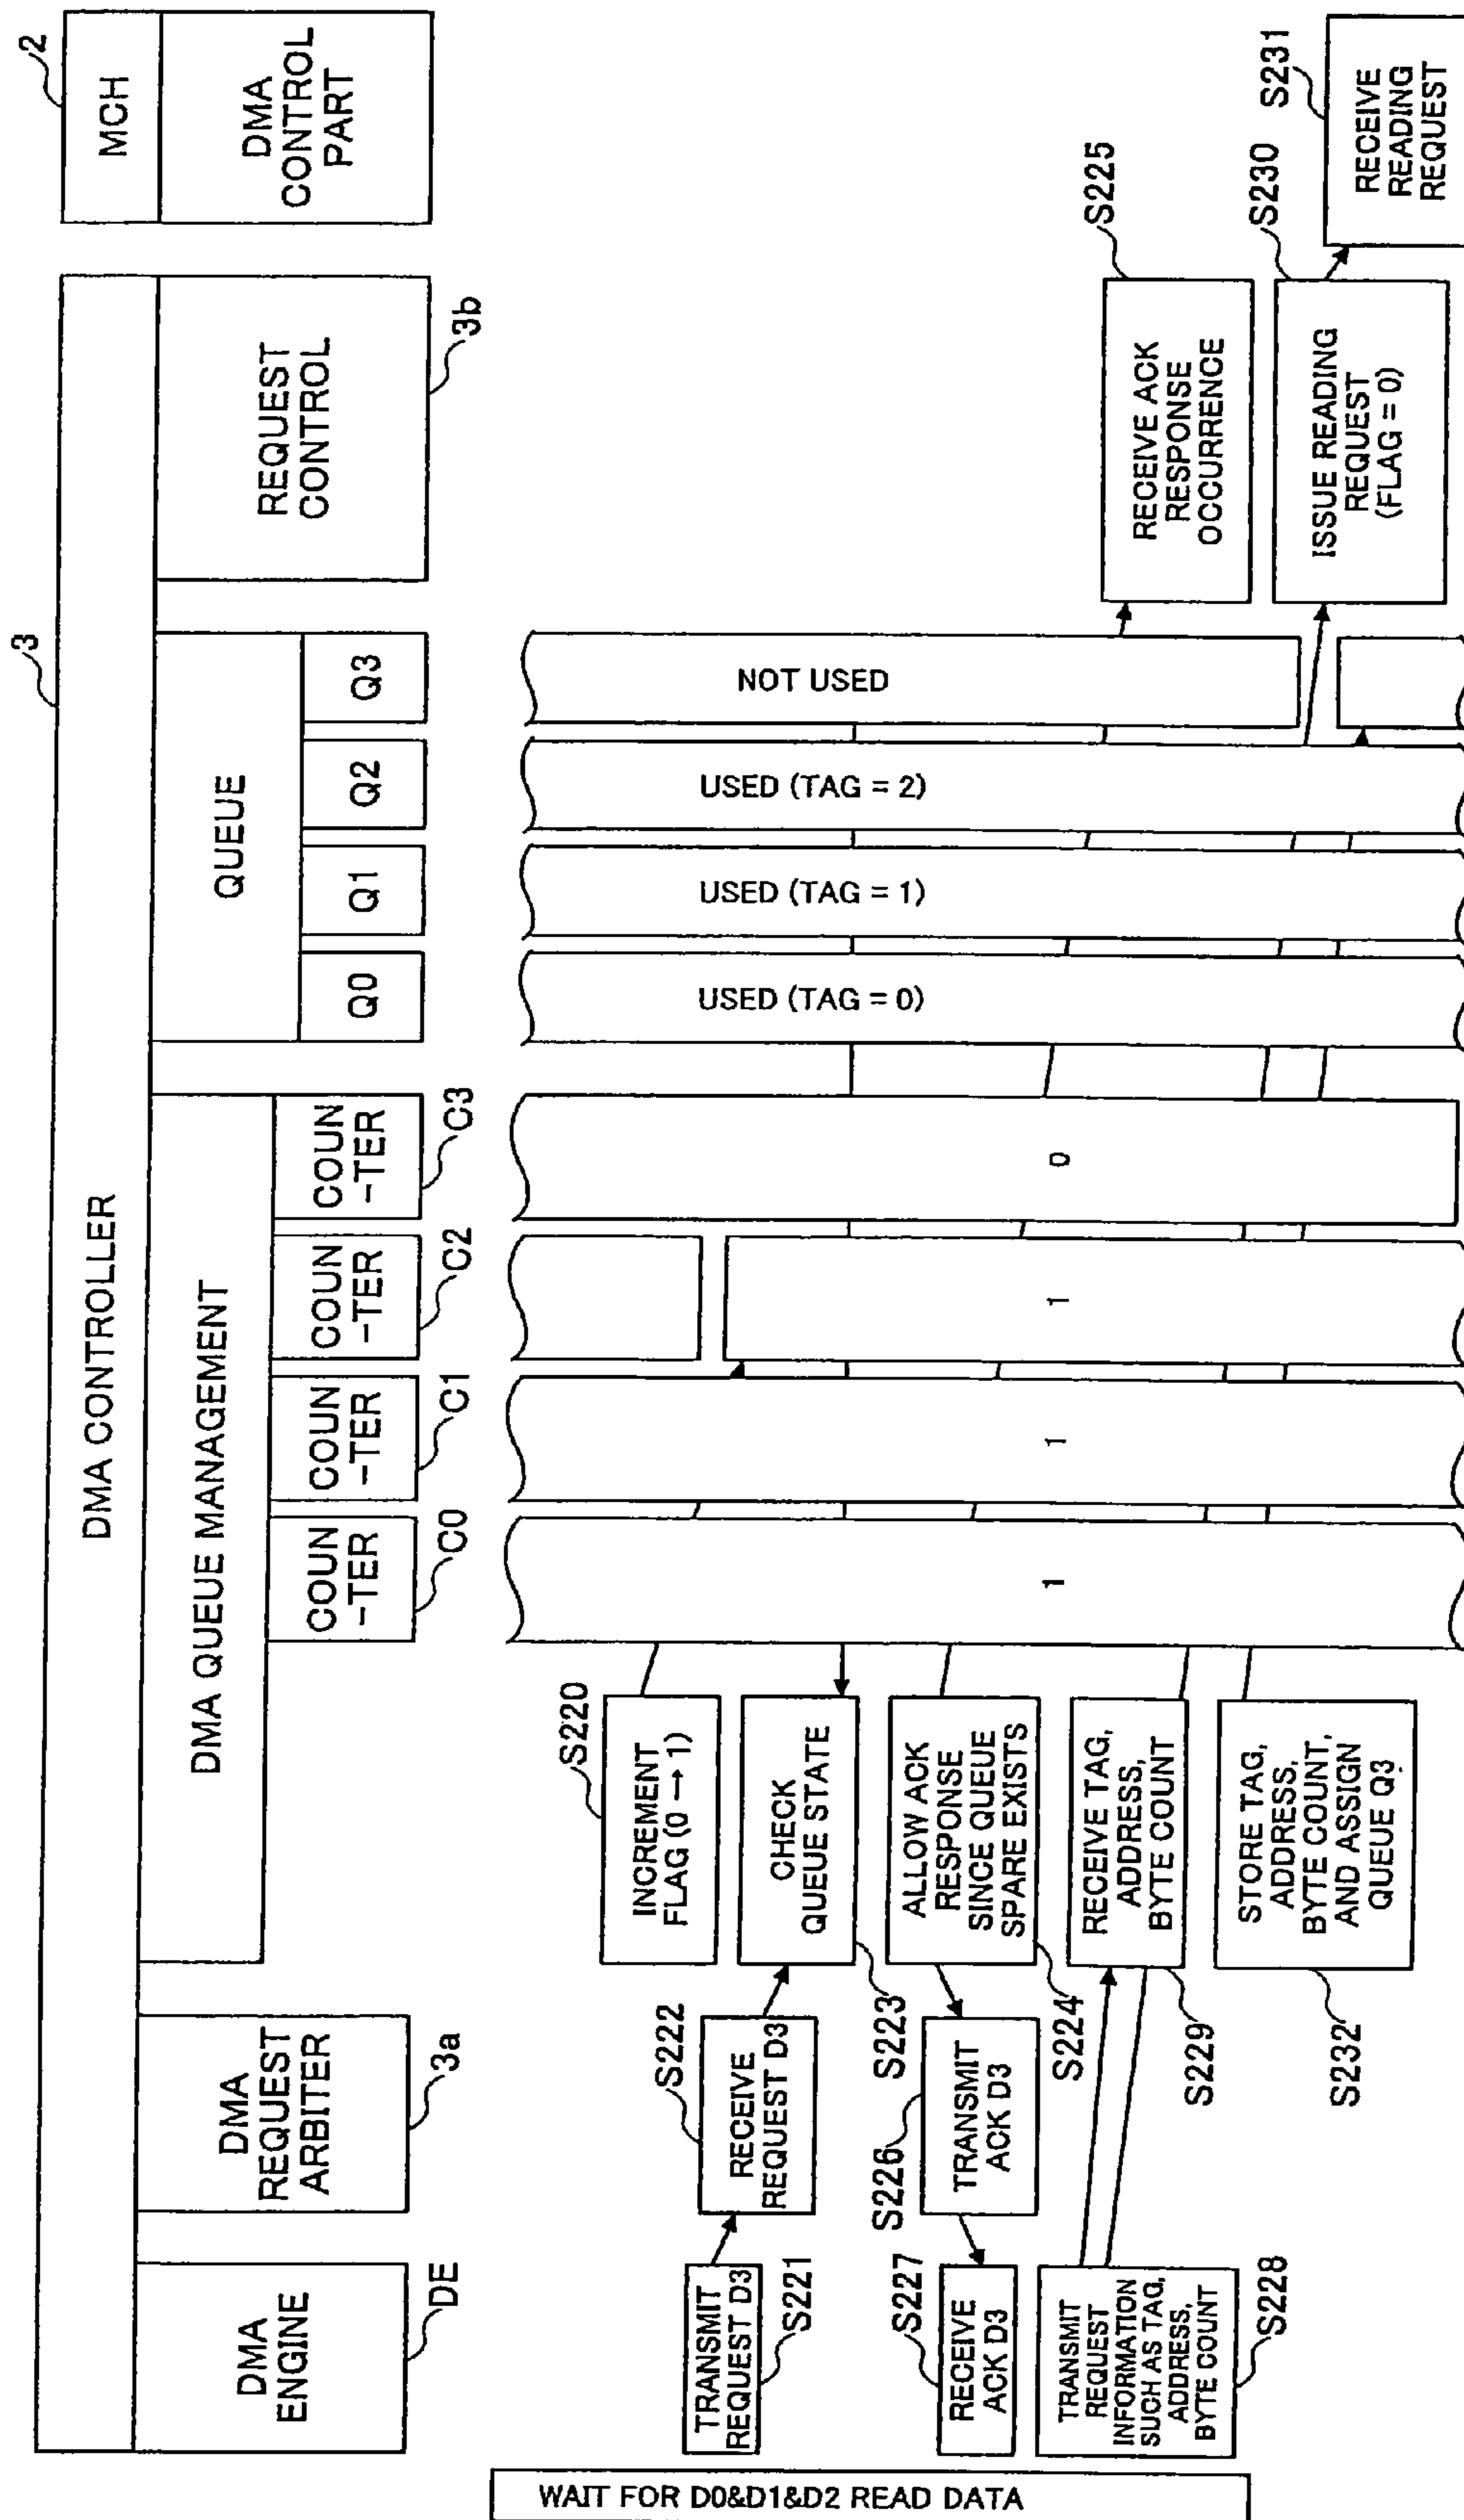 DMA CONTROLLER
3
2
DMA
ENGINE
DE
DMA
REQUEST
ARBITER
3a
DMA QUEUE MANAGEMENT
COUN
-TER
C0
COUN
-TER
C1
COUN
-TER
C2
COUN
-TER
C3
QUEUE
Q0
Q1
Q2
Q3
REQUEST
CONTROL
3b
MCH
DMA
CONTROL
PART
WAIT FOR D0&D1&D2 READ DATA
TRANSMIT
REQUEST D3
S221
RECEIVE
REQUEST D3
S222
INCREMENT
FLAG (0 → 1)
S220
CHECK
QUEUE STATE
S223
ALLOW ACK
RESPONSE
SINCE QUEUE
SPARE EXISTS
S224
TRANSMIT
ACK D3
S226
RECEIVE
ACK D3
S227
TRANSMIT
REQUEST
INFORMATION
SUCH AS TAG,
ADDRESS,
BYTE COUNT
S228
RECEIVE TAG,
ADDRESS,
BYTE COUNT
S229
STORE TAG,
ADDRESS,
BYTE COUNT,
AND ASSIGN
QUEUE Q3
S232
1
1
1
0
USED (TAG = 0)
USED (TAG = 1)
USED (TAG = 2)
NOT USED
RECEIVE ACK
RESPONSE
OCCURRENCE
S225
ISSUE READING
REQUEST
(FLAG = 0)
S230
RECEIVE
READING
REQUEST
S231